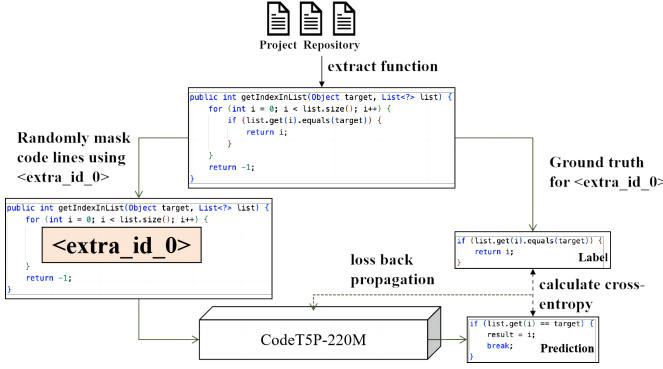 Project Repository
extract function
public int getIndexInList(Object target, List<?> list) {
for (int i = 0; i < list.size(); i++) {
if (list.get(i).equals(target)) {
return i;
}
}
return -1;
}
Randomly mask
code lines using
<extra_id_0>
Ground truth
for <extra_id_0>
public int getIndexInList(Object target, List<?> list) {
for (int i = 0; i < list.size(); i++) {
<extra_id_0>
}
return -1;
}
if (list.get(i).equals(target)) {
return i;
}
Label
loss back
propagation
calculate cross-
entropy
CodeT5P-220M
if (list.get(i) == target) {
result = i;
break;
}
Prediction